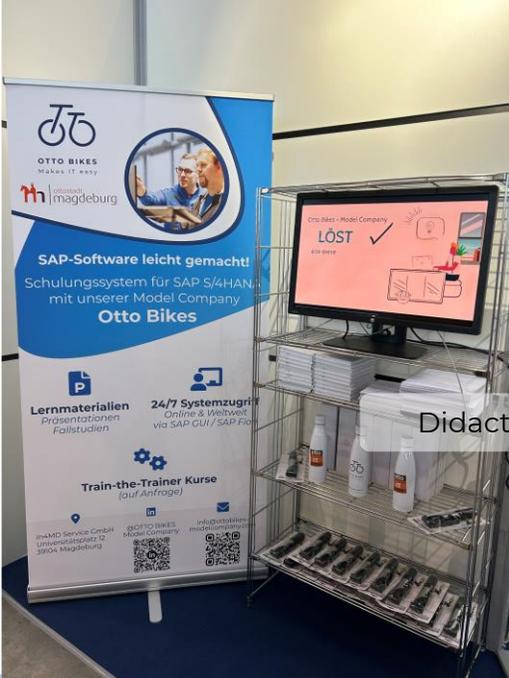 OTTO BIKES
Makes IT easy
ottostadt
magdeburg
SAP-Software leicht gemacht!
Schulungssystem für SAP S/4HANA
mit unserer Model Company
Otto Bikes
Lernmaterialien
Präsentationen
Fallstudien
24/7 Systemzugriff
Online & Weltweit
via SAP GUI / SAP Fiori
Train-the-Trainer Kurse
(auf Anfrage)
In4MD Service GmbH
Universitätsplatz 12
39104 Magdeburg
@OTTO BIKES
Model Company
info@ottobikes-
Otto Bikes - Model Company
LÖST
Didact